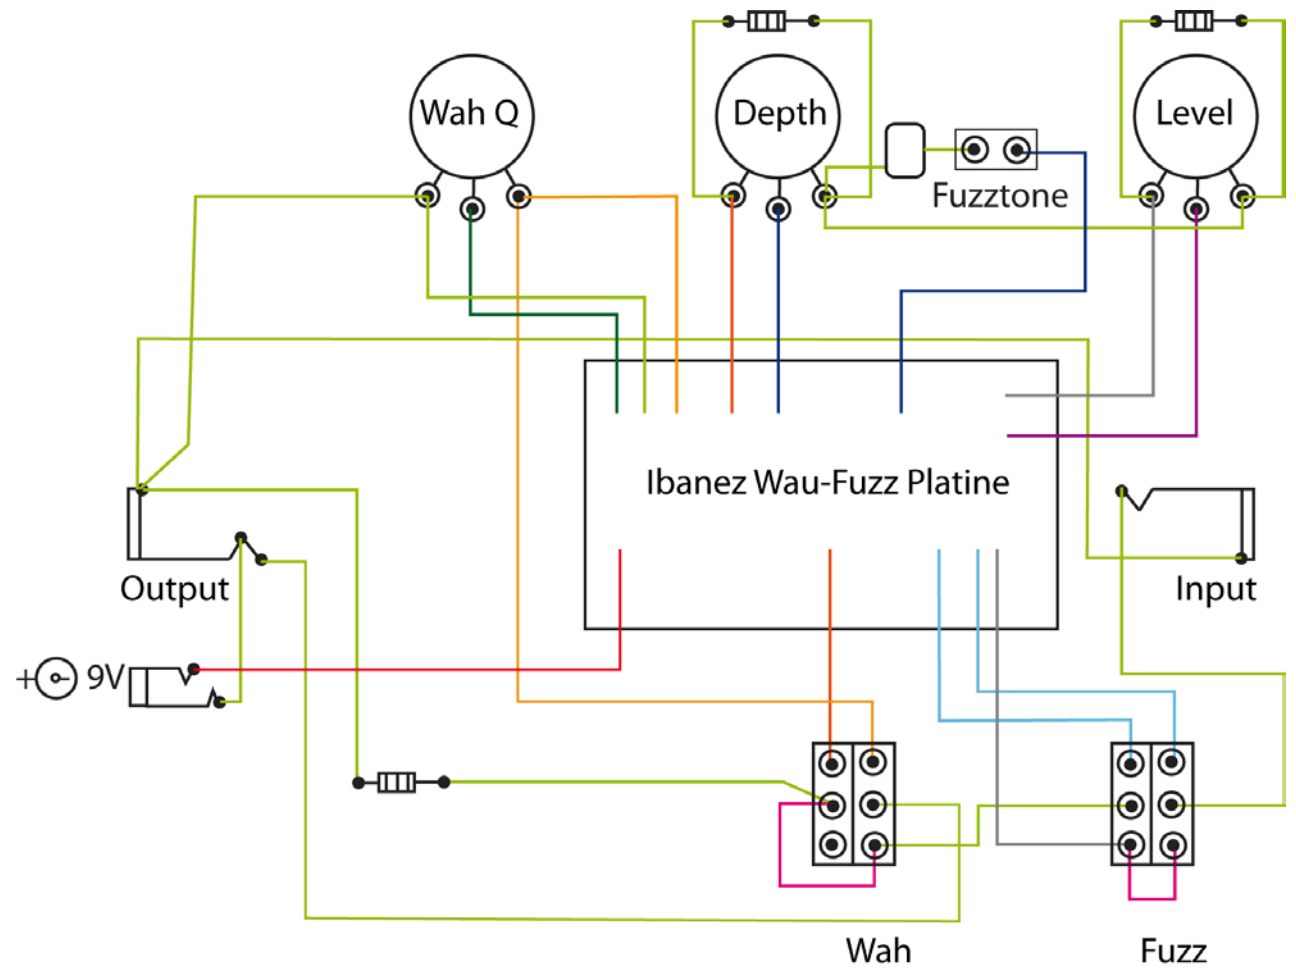 Wah Q
Depth
Level
Fuzztone
Ibanez Wau-Fuzz Platine
Output
Input
+ - 9V
Wah
Fuzz